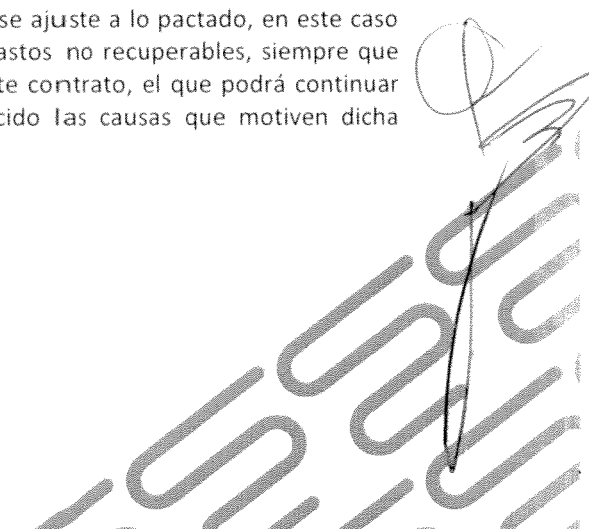 se ajuste a lo pactado, en este caso
astos no recuperables, siempre que
te contrato, el que podrá continuar
cido las causas que motiven dicha